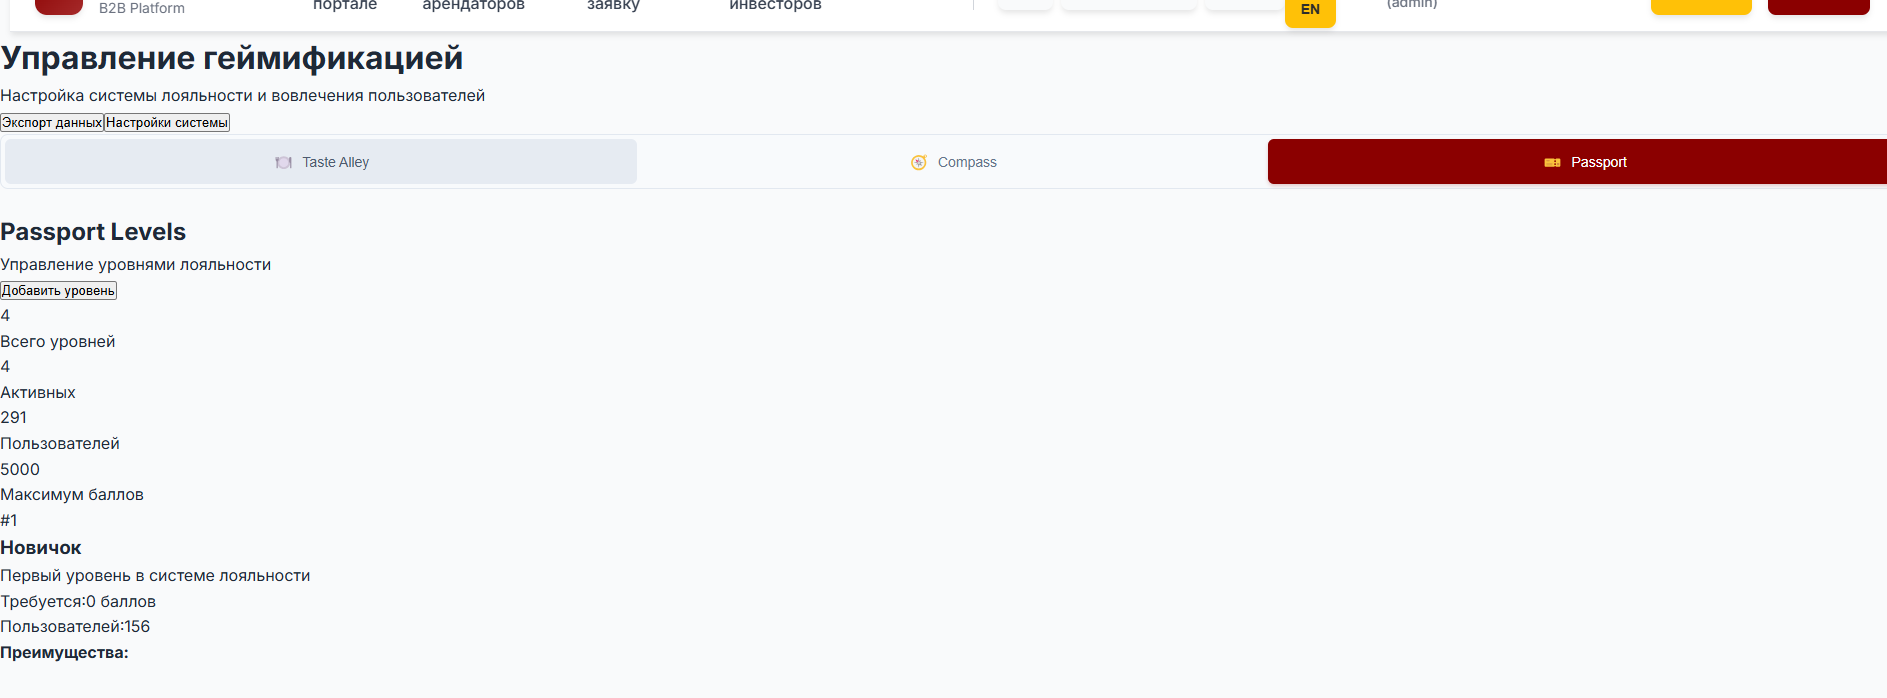 B2B Platform
портале
арендаторов
заявку
инвесторов
EN
(admin)
Управление геймификацией
Настройка системы лояльности и вовлечения пользователей
Экспорт данных Настройки системы
Taste Alley
Compass
Passport
Passport Levels
Управление уровнями лояльности
Добавить уровень
4
Всего уровней
4
Активных
291
Пользователей
5000
Максимум баллов
#1
Новичок
Первый уровень в системе лояльности
Требуется:0 баллов
Пользователей:156
Преимущества: